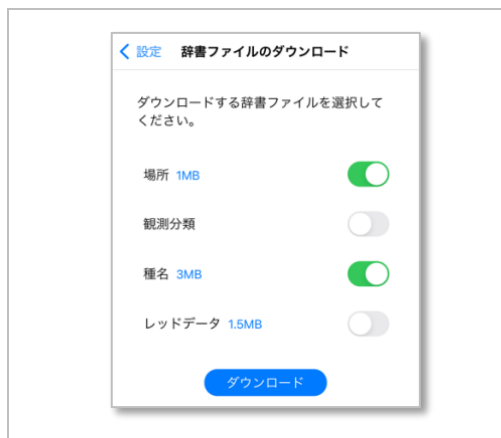 設定 辞書ファイルのダウンロード
ダウンロードする辞書ファイルを選択して
ください。
場所 1MB
観測分類
種名 3MB
レッドデータ 1.5MB
ダウンロード